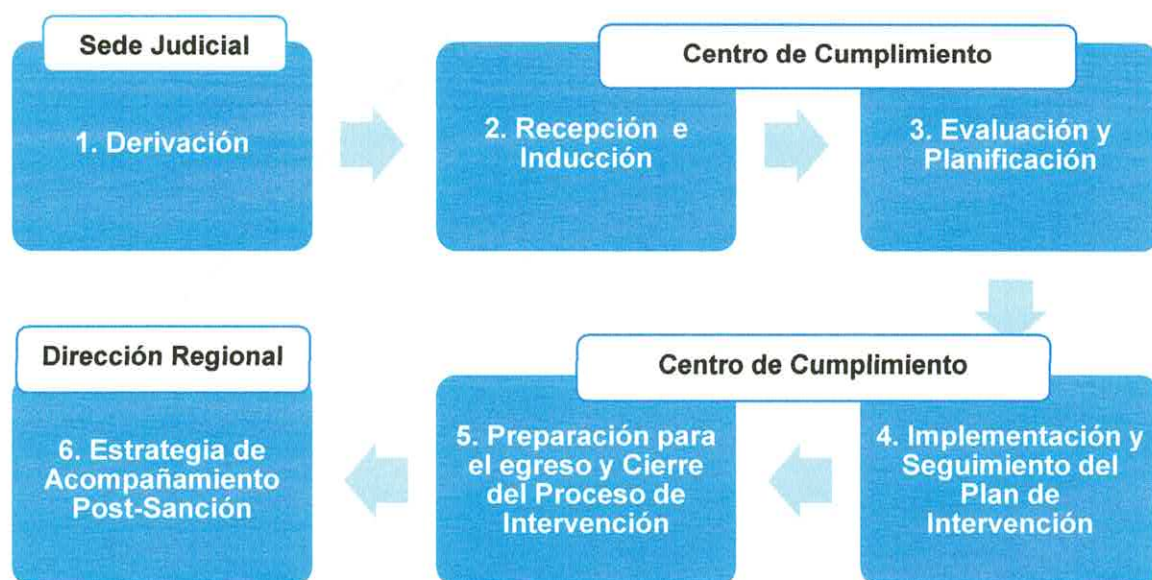 Sede Judicial
1. Derivación
Centro de Cumplimiento
2. Recepción e
Inducción
3. Evaluación y
Planificación
Centro de Cumplimiento
4. Implementación y
Seguimiento del
Plan de
Intervención
5. Preparación para
el egreso y Cierre
del Proceso de
Intervención
Dirección Regional
6. Estrategia de
Acompañamiento
Post-Sanción